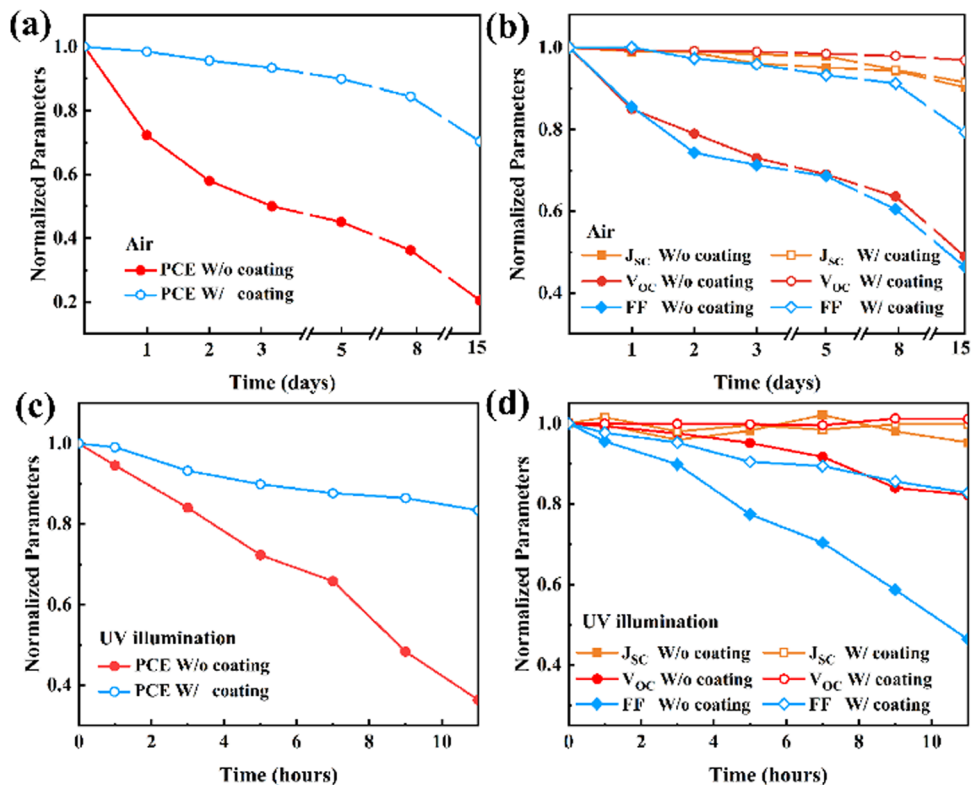 (a)
Normalized Parameters
1.0
0.8
0.6
0.4
0.2
Air
PCE W/o coating
PCE W/ coating
1 2 3 5 8 15
Time (days)
(b)
Normalized Parameters
1.0
0.8
0.6
0.4
Air
JSC W/o coating JSC W/ coating
VOC W/o coating VOC W/ coating
FF W/o coating FF W/ coating
1 2 3 5 8 15
Time (days)
(c)
Normalized Parameters
1.0
0.8
0.6
0.4
UV illumination
PCE W/o coating
PCE W/ coating
0 2 4 6 8 10
Time (hours)
(d)
Normalized Parameters
1.0
0.8
0.6
0.4
UV illumination
JSC W/o coating JSC W/ coating
VOC W/o coating VOC W/ coating
FF W/o coating FF W/ coating
0 2 4 6 8 10
Time (hours)